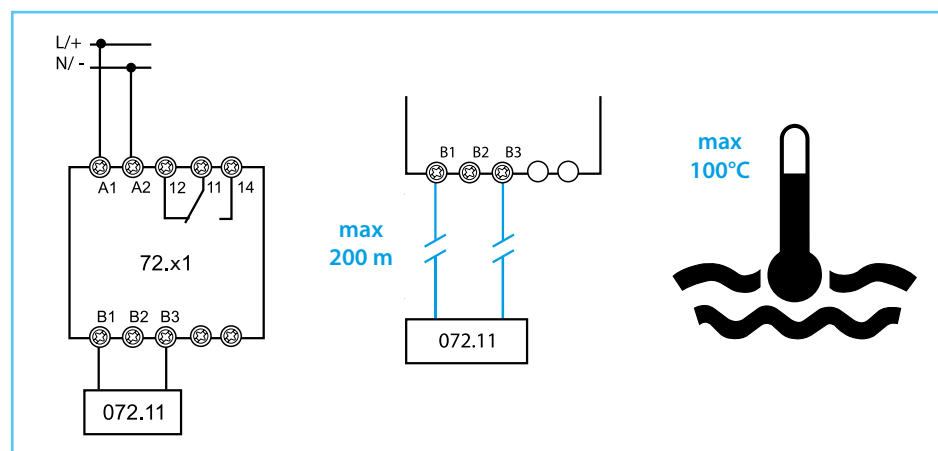 L/+
N/ -
A1 A2 12 11 14
72.x1
B1 B2 B3
072.11
B1 B2 B3
max
200 m
072.11
max
100°C